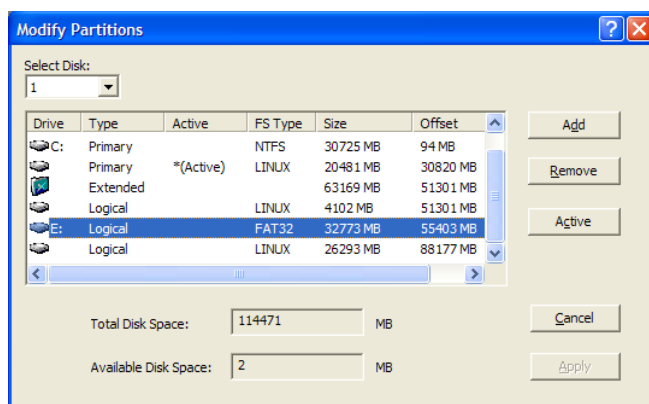 Modify Partitions
Select Disk:
1
Drive Type Active FS Type Size Offset
C: Primary NTFS 30725 MB 94 MB
Primary *(Active) LINUX 20481 MB 30820 MB
Extended 63169 MB 51301 MB
Logical LINUX 4102 MB 51301 MB
E: Logical FAT32 32773 MB 55403 MB
Logical LINUX 26293 MB 88177 MB
Add
Remove
Active
Total Disk Space: 114471 MB
Cancel
Available Disk Space: 2 MB
Apply